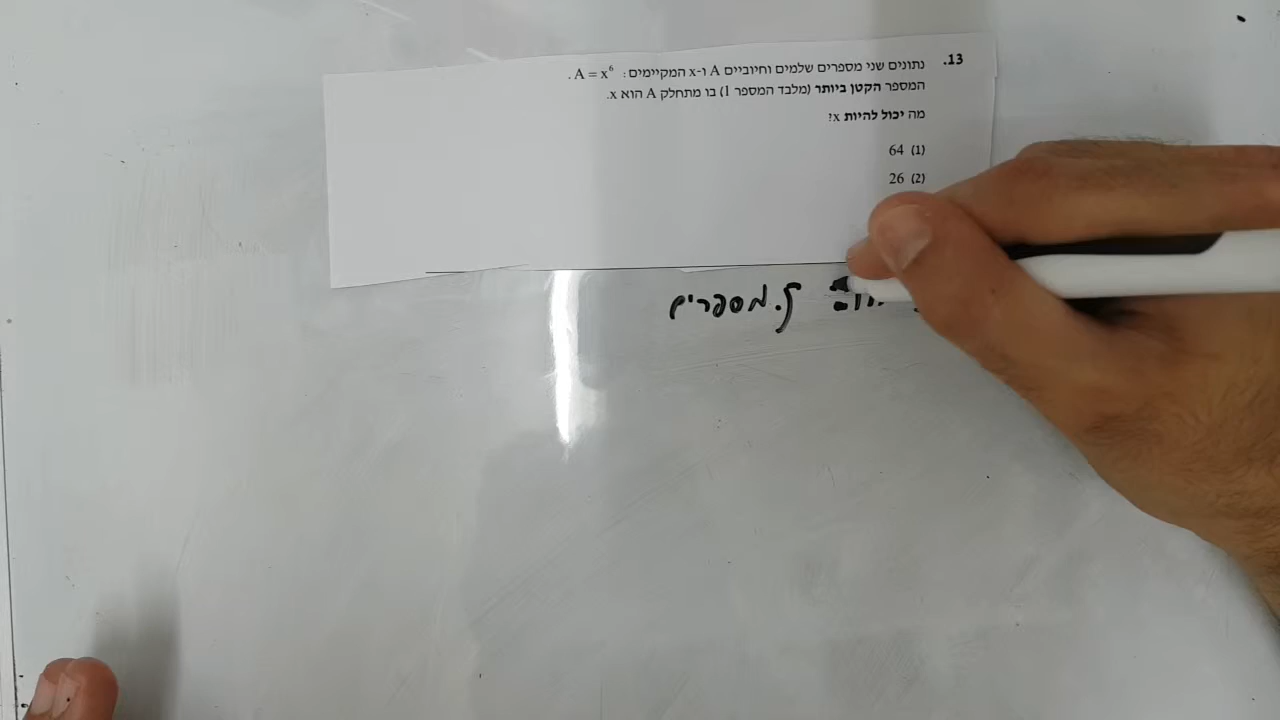 .13 נתונים שני מספרים שלמים וחיוביים A ו-x המקיימים: A = x⁶ .
המספר הקטן ביותר (מלבד המספר 1) בו מתחלק A הוא x.
מה יכול להיות x?
(1) 64
(2) 26
ת. מספרים